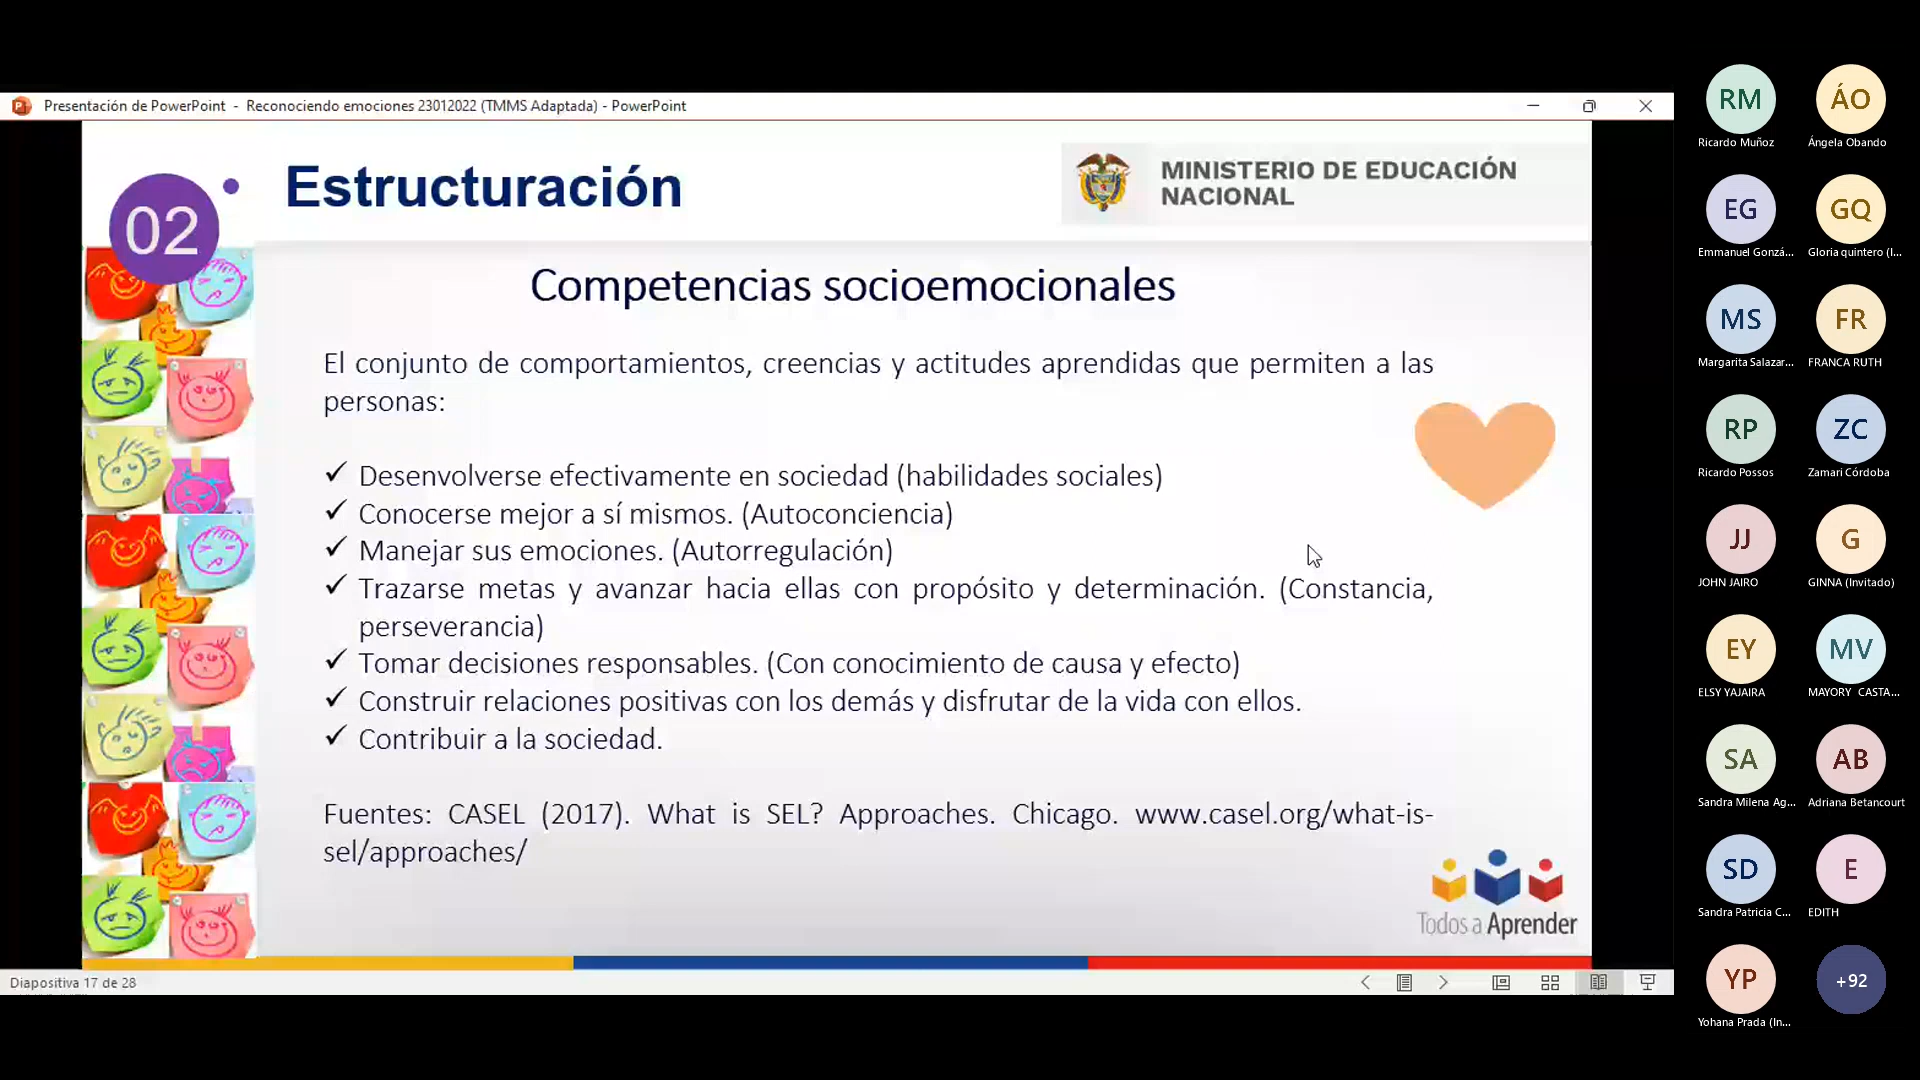 Presentación de PowerPoint - Reconociendo emociones 23012022 (TMMS Adaptada) - PowerPoint
02
Estructuración
MINISTERIO DE EDUCACIÓN
NACIONAL
Competencias socioemocionales
El conjunto de comportamientos, creencias y actitudes aprendidas que permiten a las
personas:
✓ Desenvolverse efectivamente en sociedad (habilidades sociales)
✓ Conocerse mejor a sí mismos. (Autoconciencia)
✓ Manejar sus emociones. (Autorregulación)
✓ Trazarse metas y avanzar hacia ellas con propósito y determinación. (Constancia,
perseverancia)
✓ Tomar decisiones responsables. (Con conocimiento de causa y efecto)
✓ Construir relaciones positivas con los demás y disfrutar de la vida con ellos.
✓ Contribuir a la sociedad.
Fuentes: CASEL (2017). What is SEL? Approaches. Chicago. www.casel.org/what-is-
sel/approaches/
Todos a Aprender
Diapositiva 17 de 28
RM
Ricardo Muñoz
ÁO
Ángela Obando
EG
Emmanuel Gonzá...
GQ
Gloria quintero (I...
MS
Margarita Salazar...
FR
FRANCA RUTH
RP
Ricardo Possos
ZC
Zamari Córdoba
JJ
JOHN JAIRO
G
GINNA (Invitado)
EY
ELSY YAJAIRA
MV
MAYORY CASTA...
SA
Sandra Milena Ag...
AB
Adriana Betancourt
SD
Sandra Patricia C...
E
EDITH
YP
Yohana Prada (In...
+92